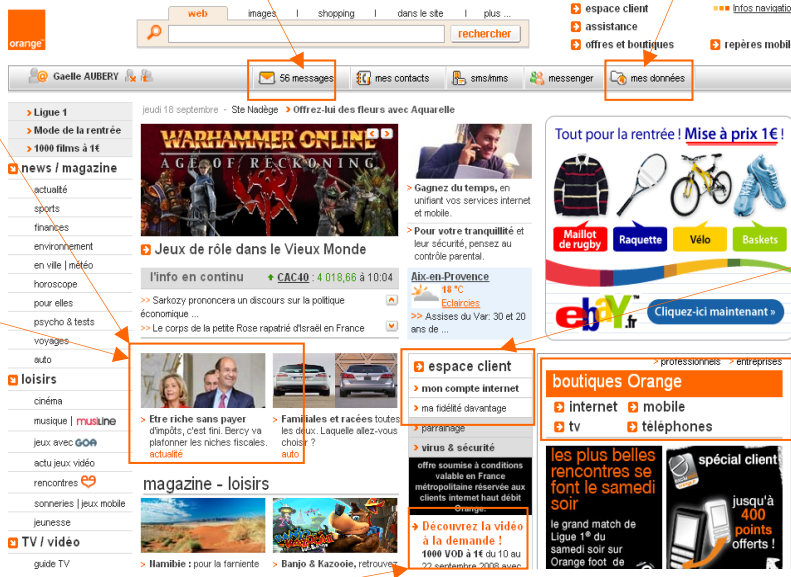 web images | shopping | dans le site | plus ...
rechercher
orange™
espace client
assistance
offres et boutiques
Infos navigatio
repères mobil
Gaelle AUBERY
56 messages
mes contacts
sms/mms
messenger
mes données
Ligue 1
Mode de la rentrée
1000 films à 1€
news / magazine
actualité
sports
finances
environnement
en ville | météo
horoscope
pour elles
psycho & tests
voyages
auto
loisirs
cinéma
musique | musiLine
jeux avec GOA
actu jeux vidéo
rencontres
sonneries | jeux mobile
jeunesse
TV / vidéo
guide TV
jeudi 18 septembre - Ste Nadège > Offrez-lui des fleurs avec Aquarelle
WARHAMMER ONLINE
AGE OF RECKONING
Jeux de rôle dans le Vieux Monde
l'info en continu
CAC40 : 4 018,66 à 10:04
>> Sarkozy prononcera un discours sur la politique
économique ...
>> Le corps de la petite Rose rapatrié d'Israël en France
> Etre riche sans payer
d'impôts, c'est fini. Bercy va
plafonner les niches fiscales.
actualité
> Familiales et racées toutes
les deux. Laquelle allez-vous
choisir ?
auto
magazine - loisirs
> Namibie : pour la farniente
> Banjo & Kazooie, retrouvez
> Gagnez du temps, en
unifiant vos services internet
et mobile.
> Pour votre tranquillité et
leur sécurité, pensez au
contrôle parental.
Aix-en-Provence
18 °C
Eclaircies
>> Assises du Var: 30 et 20
ans de ...
espace client
> mon compte internet
> ma fidélité davantage
> parrainage
> virus & sécurité
offre soumise à conditions
valable en France
métropolitaine réservée aux
clients internet haut débit
Orange.
Découvrez la vidéo
à la demande !
1000 VOD à 1€ du 10 au
22 septembre 2008 avec
Tout pour la rentrée ! Mise à prix 1€ !
Maillot
de rugby
Raquette
Vélo
Baskets
ebay.fr
Cliquez-ici maintenant »
> professionnels > entreprises
boutiques Orange
internet
mobile
tv
téléphones
les plus belles
rencontres se
font le samedi
soir
le grand match de
Ligue 1® du
samedi soir sur
Orange foot de
spécial client
jusqu'à
400
points
offerts !